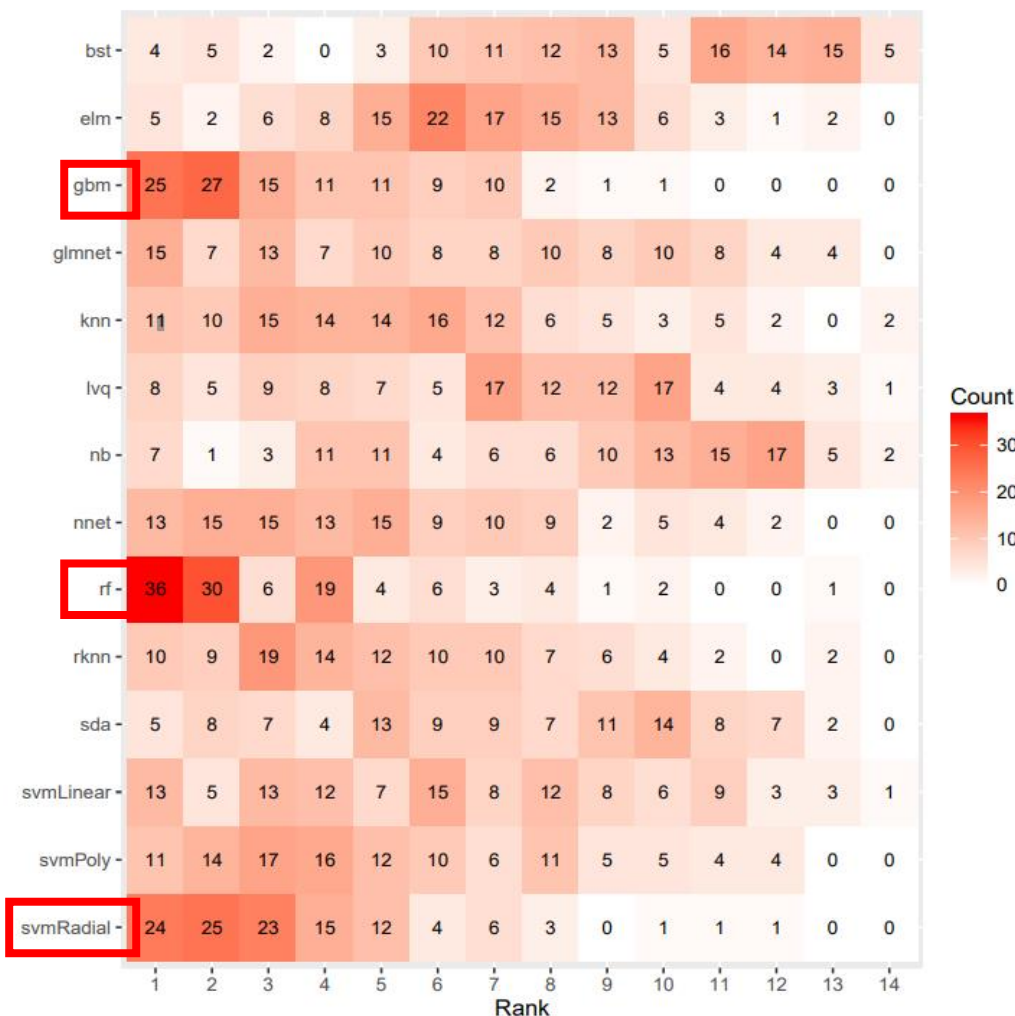 bst 4 5 2 0 3 10 11 12 13 5 16 14 15 5
elm 5 2 6 8 15 22 17 15 13 6 3 1 2 0
gbm 25 27 15 11 11 9 10 2 1 1 0 0 0 0
glmnet 15 7 13 7 10 8 8 10 8 10 8 4 4 0
knn 11 10 15 14 14 16 12 6 5 3 5 2 0 2
lvq 8 5 9 8 7 5 17 12 12 17 4 4 3 1
nb 7 1 3 11 11 4 6 6 10 13 15 17 5 2
nnet 13 15 15 13 15 9 10 9 2 5 4 2 0 0
rf 36 30 6 19 4 6 3 4 1 2 0 0 1 0
rknn 10 9 19 14 12 10 10 7 6 4 2 0 2 0
sda 5 8 7 4 13 9 9 7 11 14 8 7 2 0
svmLinear 13 5 13 12 7 15 8 12 8 6 9 3 3 1
svmPoly 11 14 17 16 12 10 6 11 5 5 4 4 0 0
svmRadial 24 25 23 15 12 4 6 3 0 1 1 1 0 0
1 2 3 4 5 6 7 8 9 10 11 12 13 14
Rank
Count
30
20
10
0